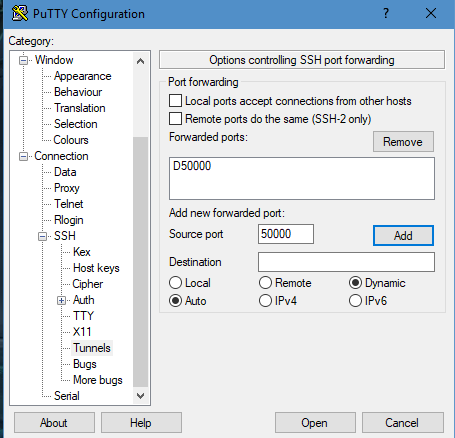 PuTTY Configuration
? ×
Category:
Window
Appearance
Behaviour
Translation
Selection
Colours
Connection
Data
Proxy
Telnet
Rlogin
SSH
Kex
Host keys
Cipher
Auth
TTY
X11
Tunnels
Bugs
More bugs
Serial
Options controlling SSH port forwarding
Port forwarding
Local ports accept connections from other hosts
Remote ports do the same (SSH-2 only)
Forwarded ports:
Remove
D50000
Add new forwarded port:
Source port 50000 Add
Destination
Local Remote Dynamic
Auto IPv4 IPv6
About Help Open Cancel